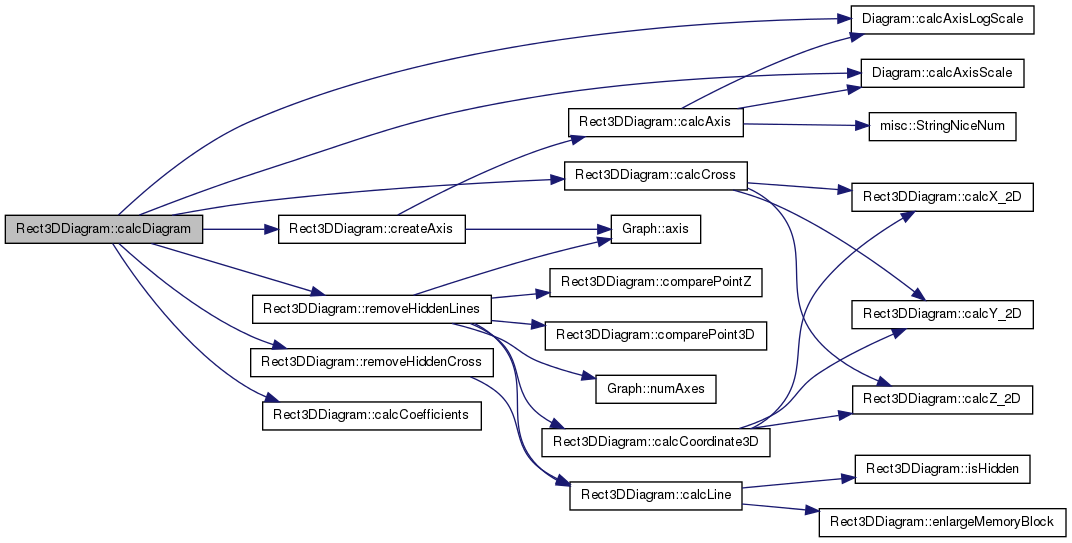 Rect3DDiagram::calcDiagram
Diagram::calcAxisLogScale
Diagram::calcAxisScale
Rect3DDiagram::calcAxis
misc::StringNiceNum
Rect3DDiagram::calcCross
Rect3DDiagram::calcX_2D
Rect3DDiagram::createAxis
Graph::axis
Rect3DDiagram::comparePointZ
Rect3DDiagram::removeHiddenLines
Rect3DDiagram::calcY_2D
Rect3DDiagram::comparePoint3D
Rect3DDiagram::removeHiddenCross
Graph::numAxes
Rect3DDiagram::calcZ_2D
Rect3DDiagram::calcCoefficients
Rect3DDiagram::calcCoordinate3D
Rect3DDiagram::isHidden
Rect3DDiagram::calcLine
Rect3DDiagram::enlargeMemoryBlock